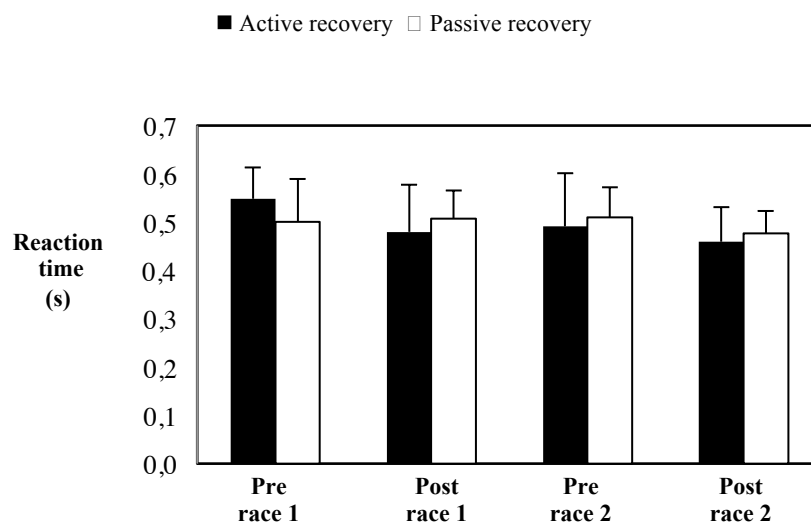 Active recovery Passive recovery
0,7
0,6
0,5
0,4
0,3
0,2
0,1
0,0
Reaction
time
(s)
Pre
race 1
Post
race 1
Pre
race 2
Post
race 2